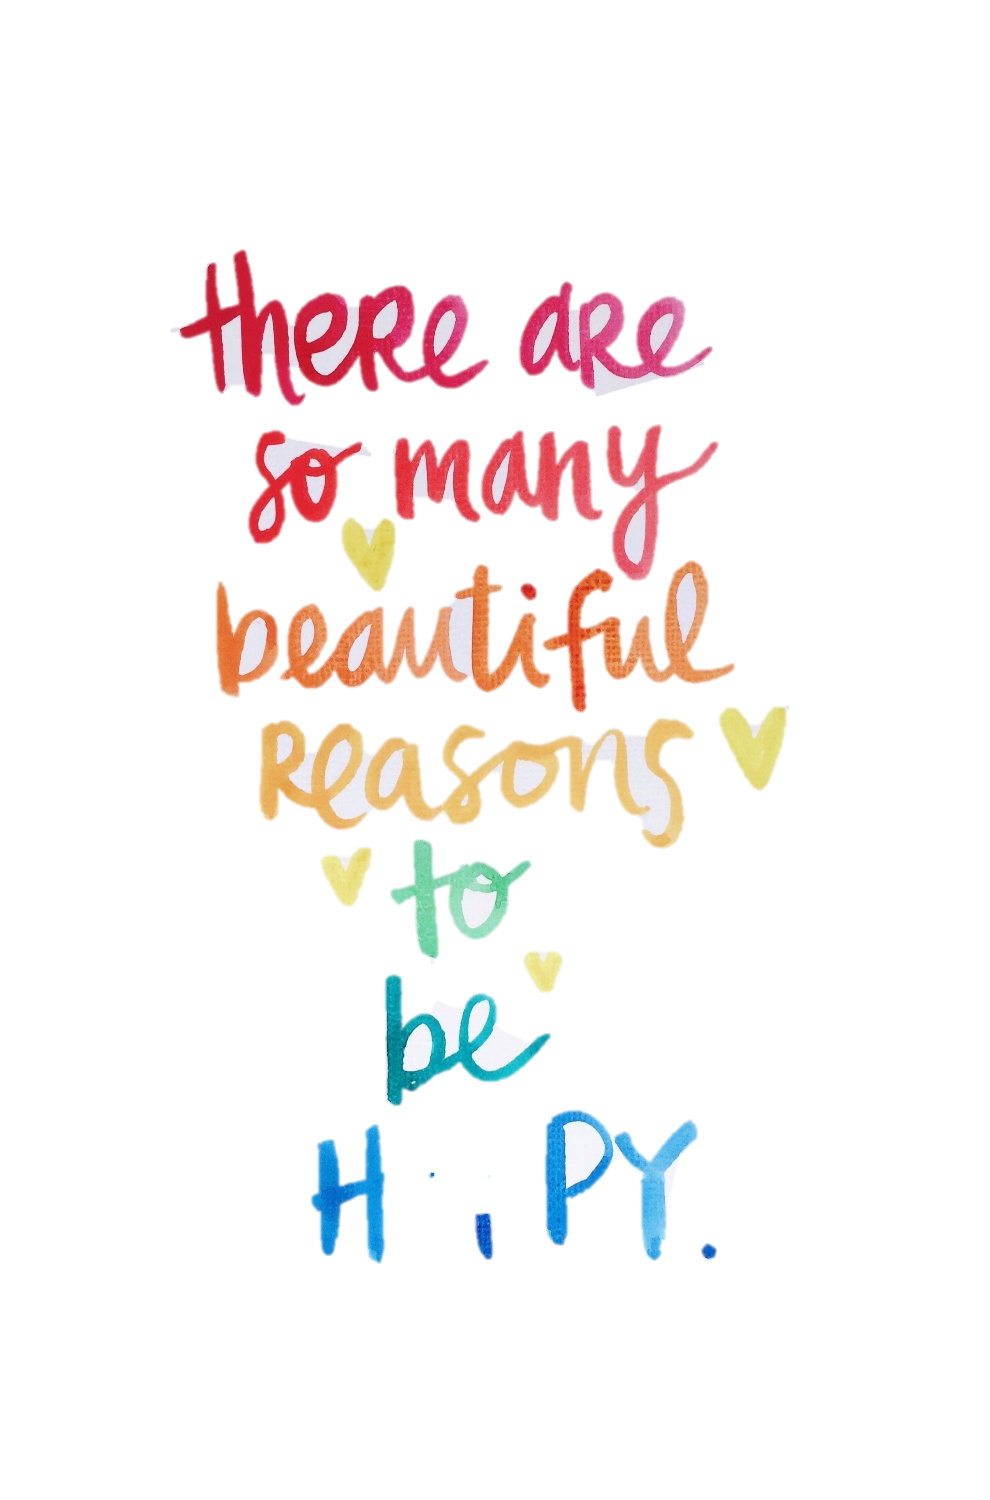 theRe aRe
so many
beautiful
Reasons
to
be
H PY.